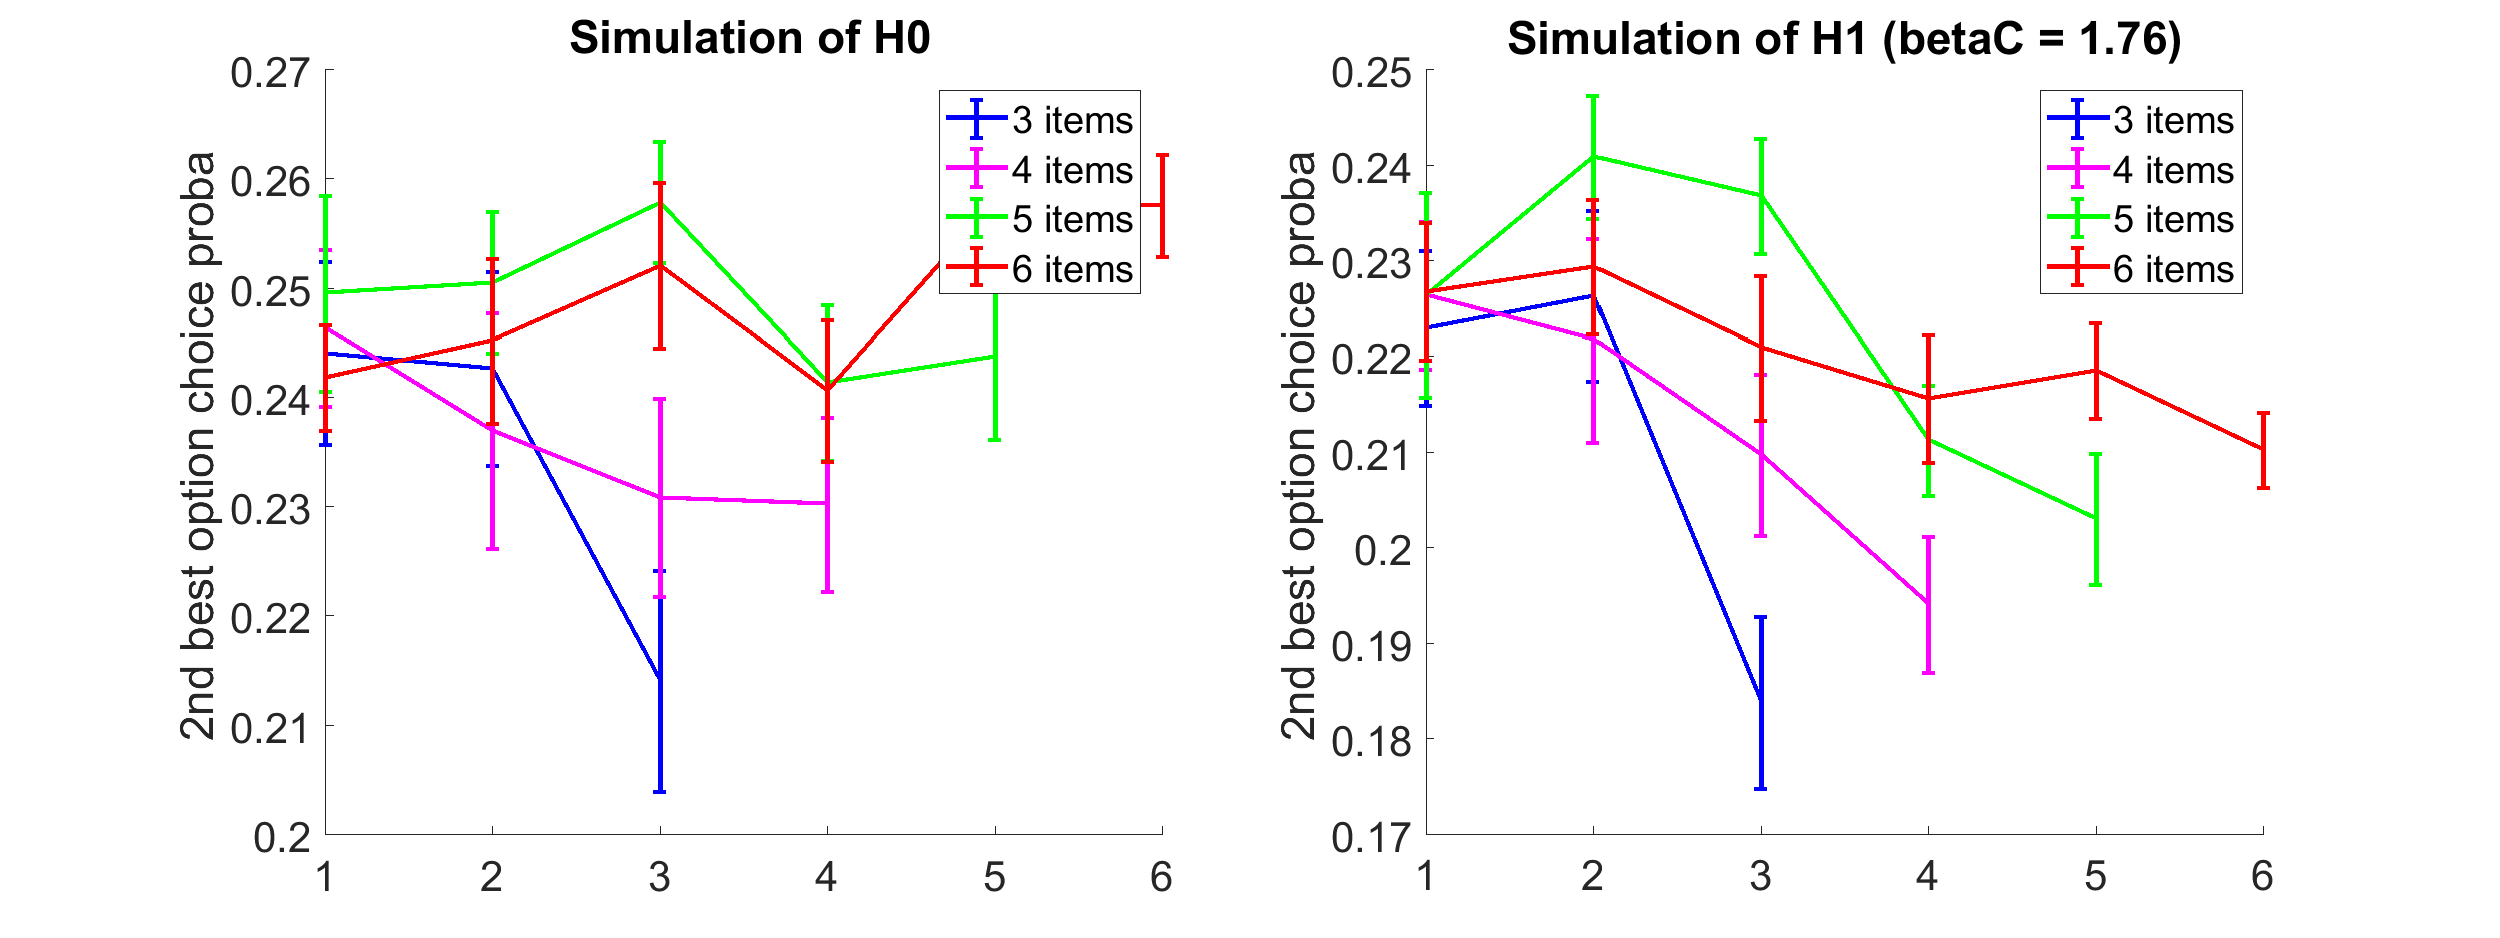 Simulation of H0
0.27
0.26
0.25
0.24
0.23
0.22
0.21
0.2
2nd best option choice proba
1 2 3 4 5 6
3 items
4 items
5 items
6 items
Simulation of H1 (betaC = 1.76)
0.25
0.24
0.23
0.22
0.21
0.2
0.19
0.18
0.17
2nd best option choice proba
1 2 3 4 5 6
3 items
4 items
5 items
6 items